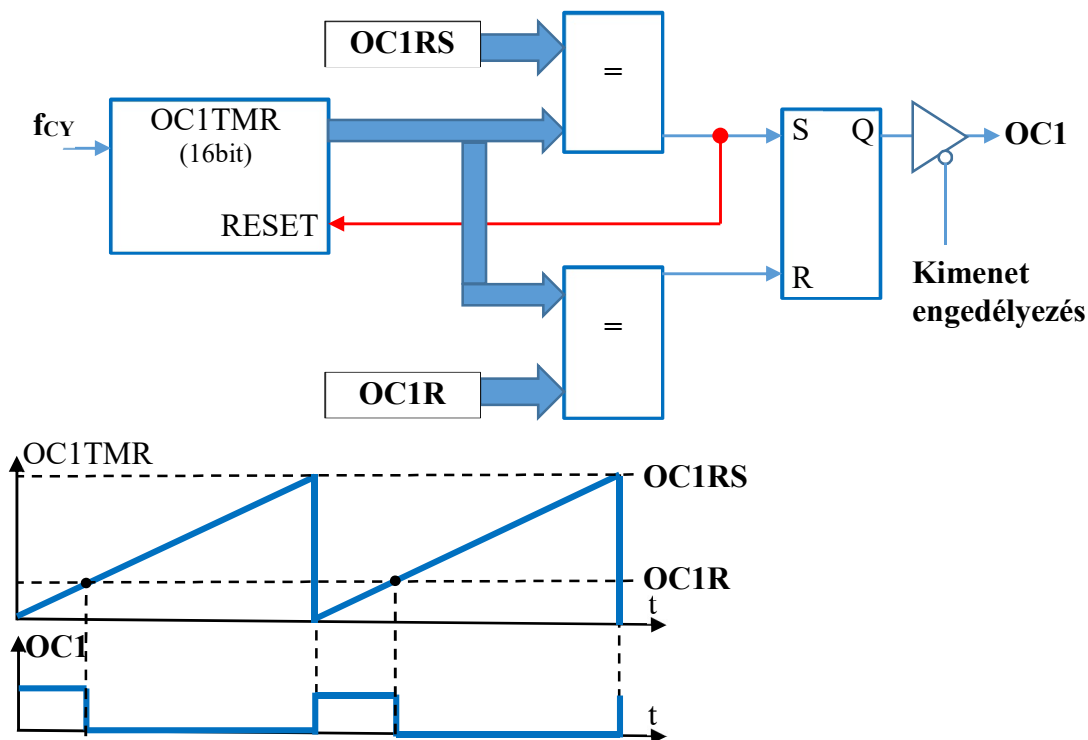 OC1RS
=
fCY
OC1TMR
(16bit)
S
Q
OC1
RESET
R
Kimenet
engedélyezés
=
OC1R
OC1TMR
OC1RS
OC1R
t
OC1
t